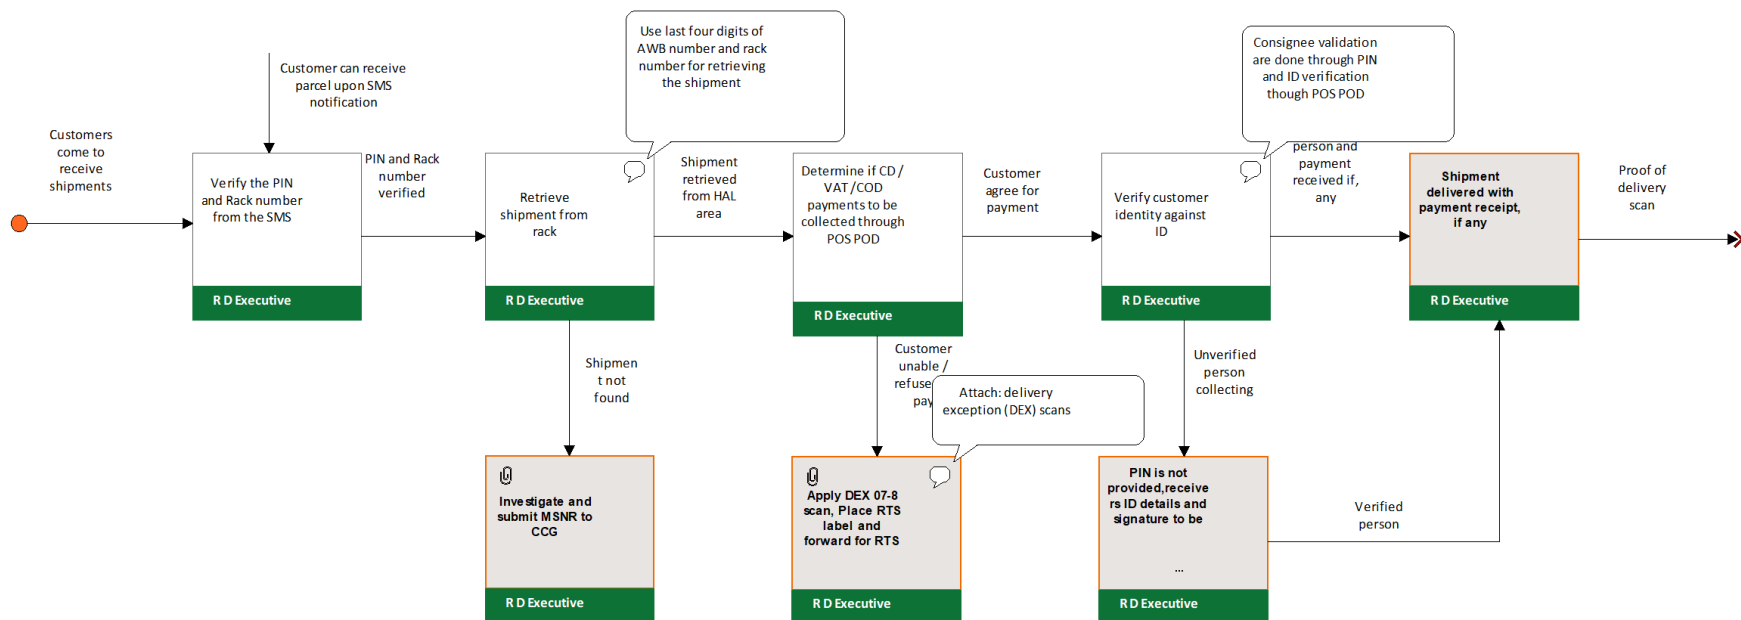 Use last four digits of
AWB number and rack
number for retrieving
the shipment
Consignee validation
are done through PIN
and ID verification
though POS POD
Customer can receive
parcel upon SMS
notification
Customers
come to
receive
shipments
Verify the PIN
and Rack number
from the SMS
R D Executive
PIN and Rack
number
verified
Retrieve
shipment from
rack
R D Executive
Shipment
retrieved
from HAL
area
Determine if CD /
VAT /COD
payments to be
collected through
POS POD
R D Executive
Customer
agree for
payment
Verify customer
identity against
ID
R D Executive
person and
payment
received if,
any
Shipment
delivered with
payment receipt,
if any
R D Executive
Proof of
delivery
scan
Shipmen
t not
found
Customer
unable /
refuse
pay
Attach: delivery
exception (DEX) scans
Unverified
person
collecting
Investigate and
submit MSNR to
CCG
R D Executive
Apply DEX 07-8
scan, Place RTS
label and
forward for RTS
R D Executive
PIN is not
provided,receive
rs ID details and
signature to be
...
R D Executive
Verified
person